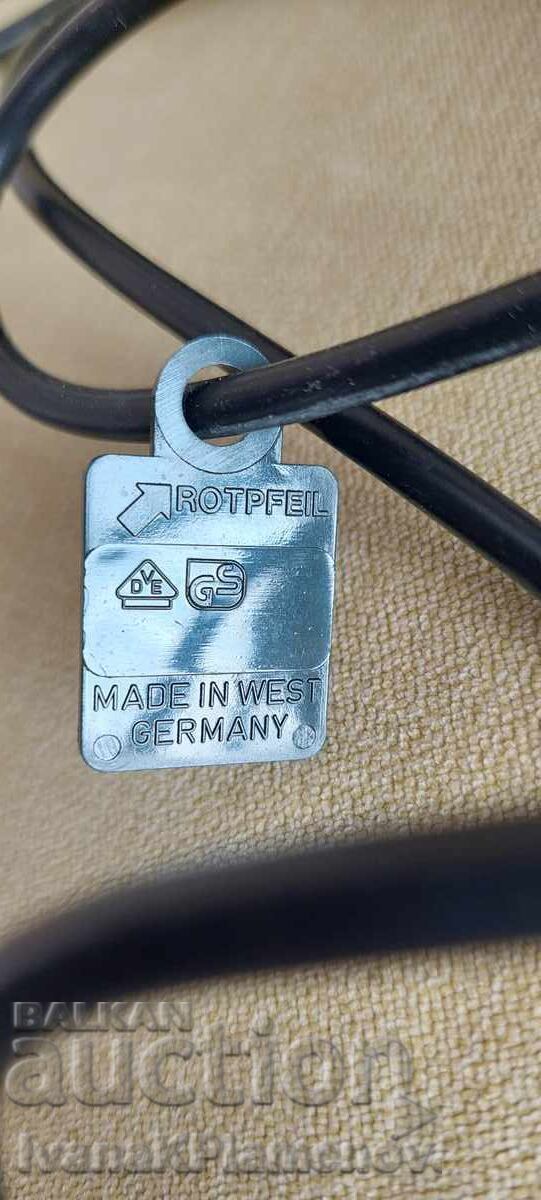 ROTPFEIL
DVE GS
MADE IN WEST
GERMANY
BALKAN
auction
IvanakPlamenov